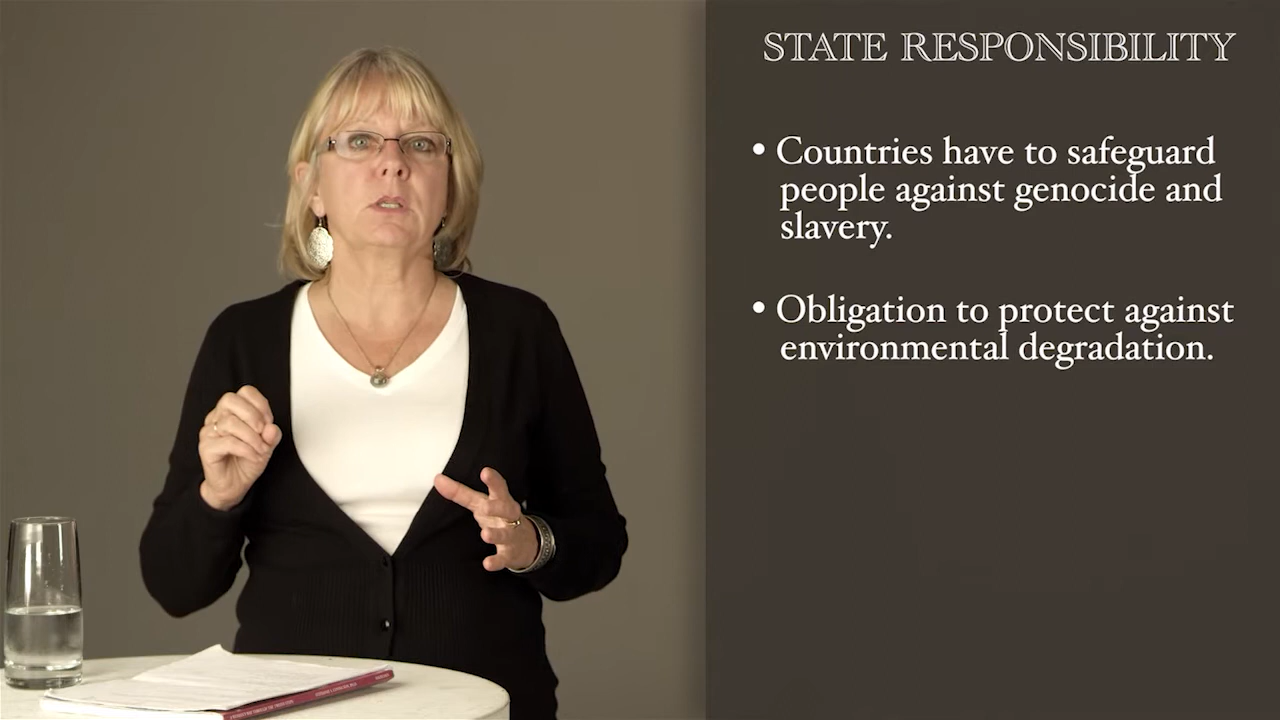 STATE RESPONSIBILITY
• Countries have to safeguard
people against genocide and
slavery.
• Obligation to protect against
environmental degradation.